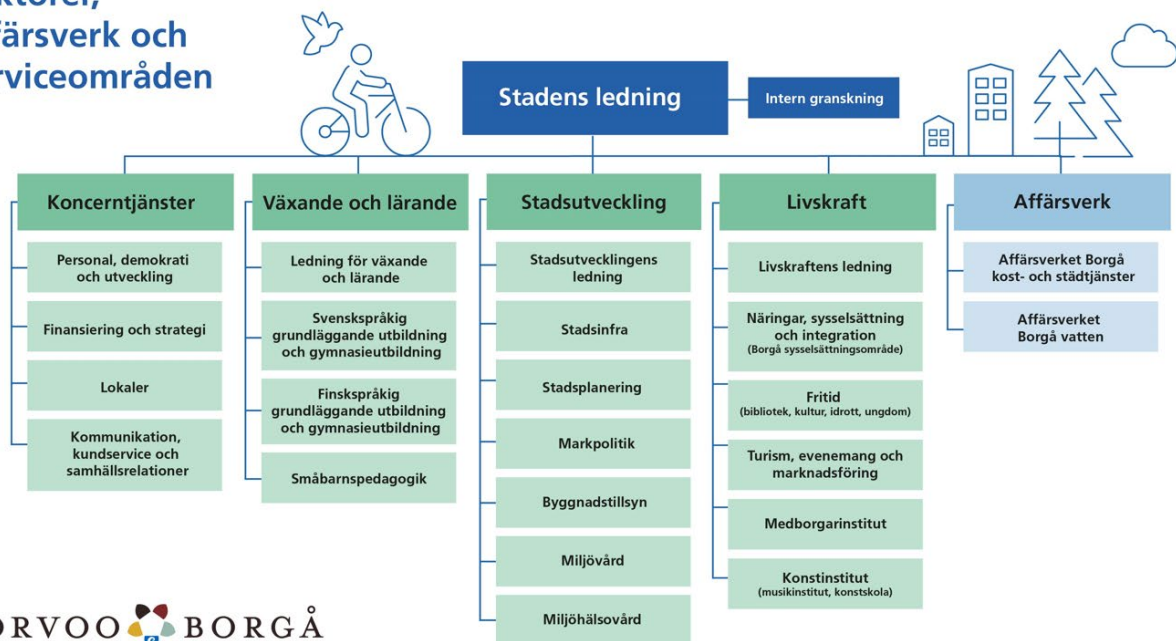 färsverk och
Stadens ledning
Intern granskning
Koncerntjänster
Personal, demokrati
och utveckling
Finansiering och strategi
Lokaler
Kommunikation,
kundservice och
samhällsrelationer
Växande och lärande
Ledning för växande
och lärande
Svenskspråkig
grundläggande utbildning
och gymnasieutbildning
Finskspråkig
grundläggande utbildning
och gymnasieutbildning
Småbarnspedagogik
Stadsutveckling
Stadsutvecklingens
ledning
Stadsinfra
Stadsplanering
Markpolitik
Byggnadstillsyn
Miljövård
Miljöhälsovård
Livskraft
Livskraftens ledning
Näringar, sysselsättning
och integration
(Borgå sysselsättningsområde)
Fritid
(bibliotek, kultur, idrott, ungdom)
Turism, evenemang och
marknadsföring
Medborgarinstitut
Konstinstitut
(musikinstitut, konstskola)
Affärsverk
Affärsverket Borgå
kost- och städtjänster
Affärsverket
Borgå vatten
ORVOO BORGÅ